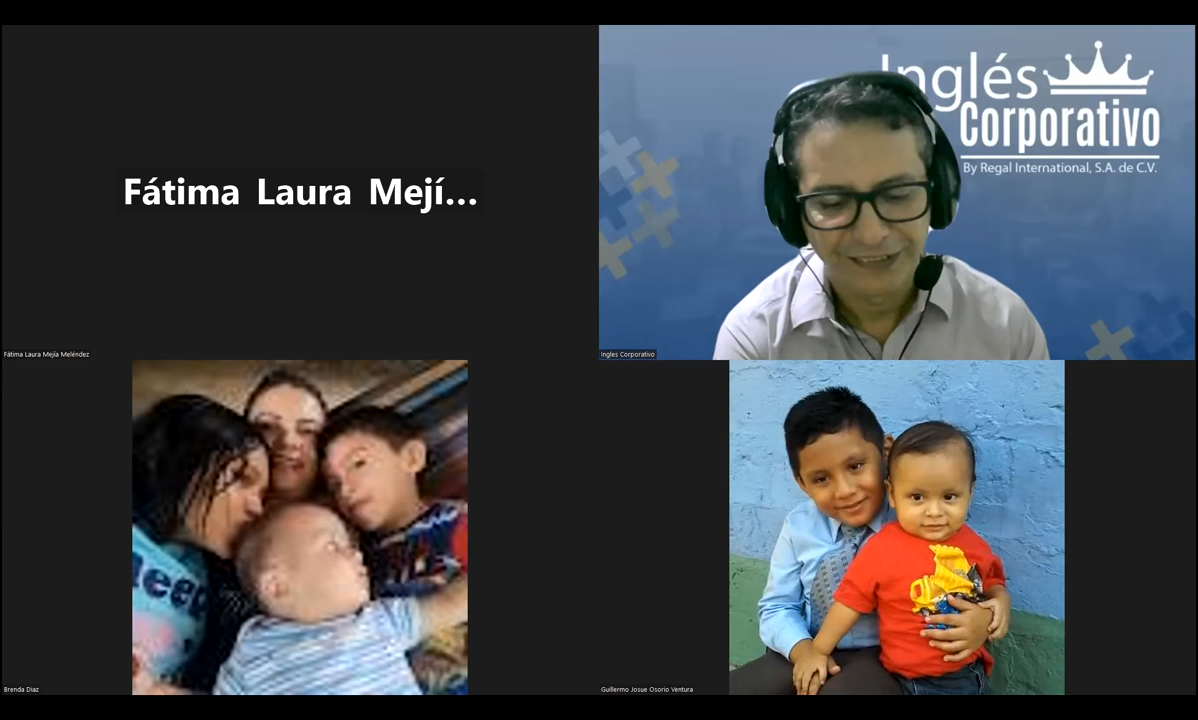 Fátima Laura Mejí...
Fátima Laura Mejía Meléndez
Inglés
Corporativo
By Regal International, S.A. de C.V.
Ingles Corporativo
Brenda Diaz
Guillermo Josue Osorio Ventura